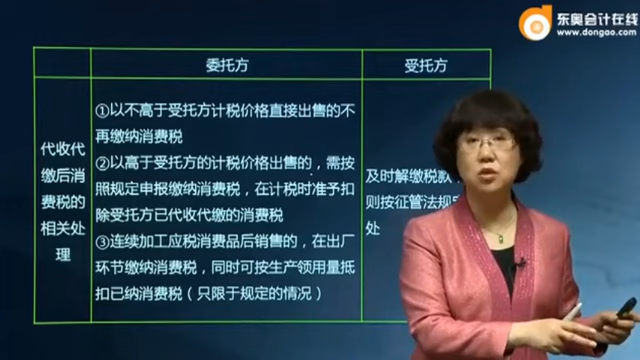 东奥会计在线
www.dongao.com
委托方
受托方
代收代
缴后消
费税的
相关处
理
①以不高于受托方计税价格直接出售的不
再缴纳消费税
②以高于受托方的计税价格出售的，需按
照规定申报缴纳消费税，在计税时准予扣
除受托方已代收代缴的消费税
③连续加工应税消费品后销售的，在出厂
环节缴纳消费税，同时可按生产领用量抵
扣已纳消费税（只限于规定的情况）
及时解缴税款
则按征管法规
处